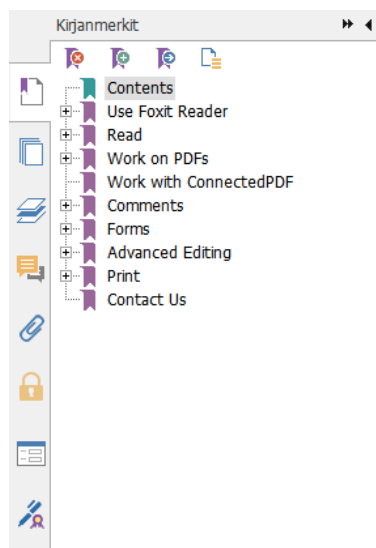 Kirjanmerkit
Contents
Use Foxit Reader
Read
Work on PDFs
Work with ConnectedPDF
Comments
Forms
Advanced Editing
Print
Contact Us